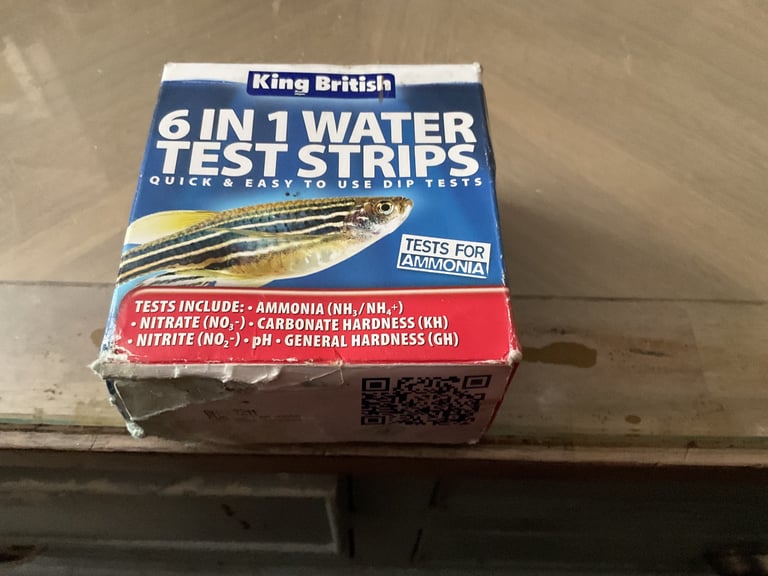 King British
6 IN 1 WATER
TEST STRIPS
QUICK & EASY TO USE DIP TESTS
TESTS FOR
AMMONIA
TESTS INCLUDE: • AMMONIA (NH₃/NH₄⁺)
• NITRATE (NO₃⁻) • CARBONATE HARDNESS (KH)
• NITRITE (NO₂⁻) • pH • GENERAL HARDNESS (GH)